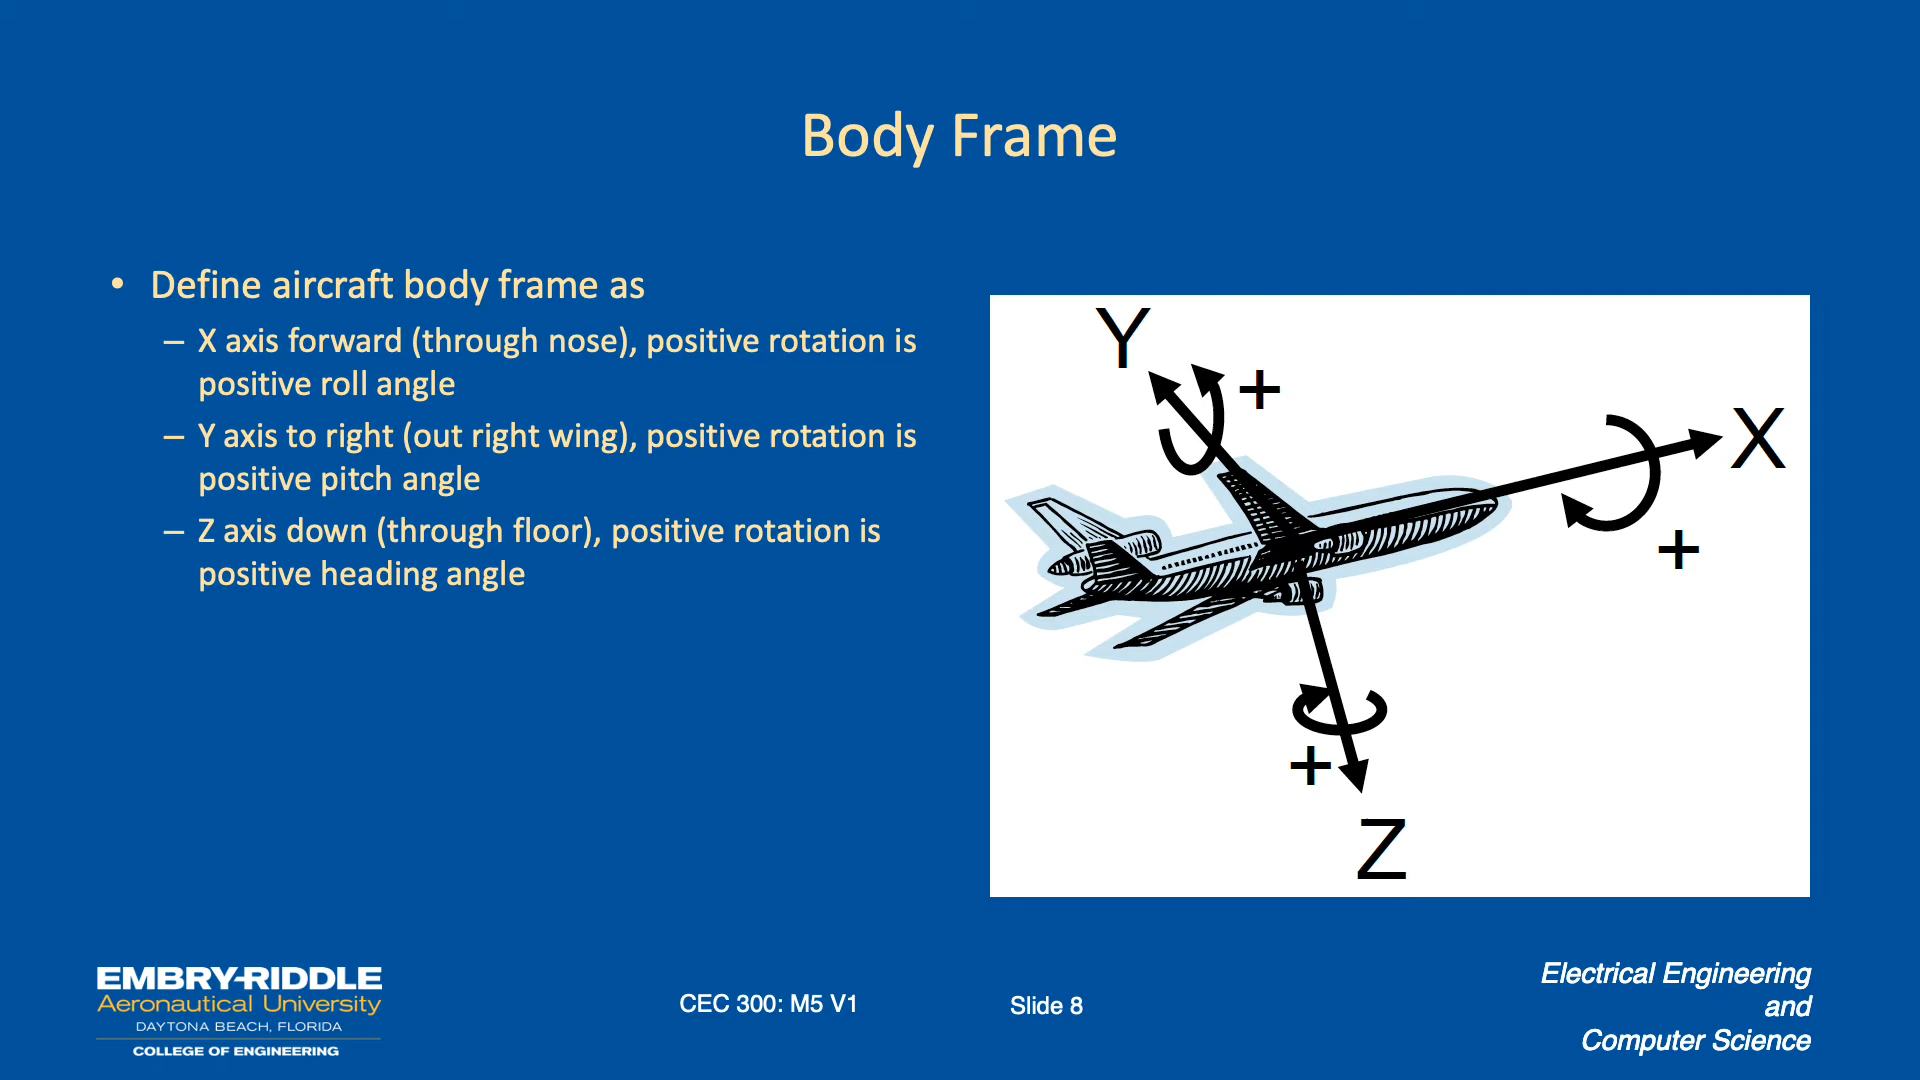 Body Frame
• Define aircraft body frame as
– X axis forward (through nose), positive rotation is
positive roll angle
– Y axis to right (out right wing), positive rotation is
positive pitch angle
– Z axis down (through floor), positive rotation is
positive heading angle
Y
+
X
+
+
Z
EMBRY-RIDDLE
Aeronautical University
DAYTONA BEACH, FLORIDA
COLLEGE OF ENGINEERING
CEC 300: M5 V1
Slide 8
Electrical Engineering
and
Computer Science